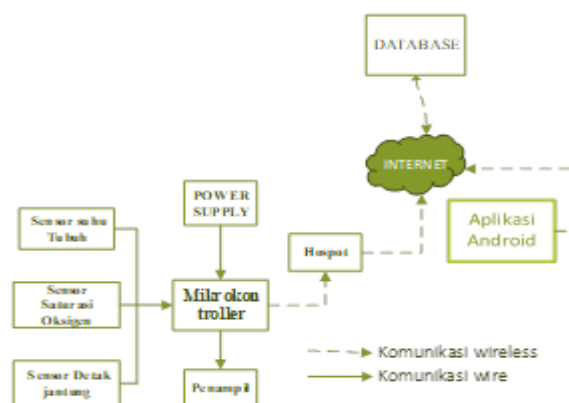 DATABASE
INTERNET
POWER
SUPPLY
Sensor suhu
Tubuh
Aplikasi
Android
Hospot
Sensor
Saturasi
Oksigen
Mikrokon
troller
Komunikasi wireless
Komunikasi wire
Sensor Detak
jantung
Penampil